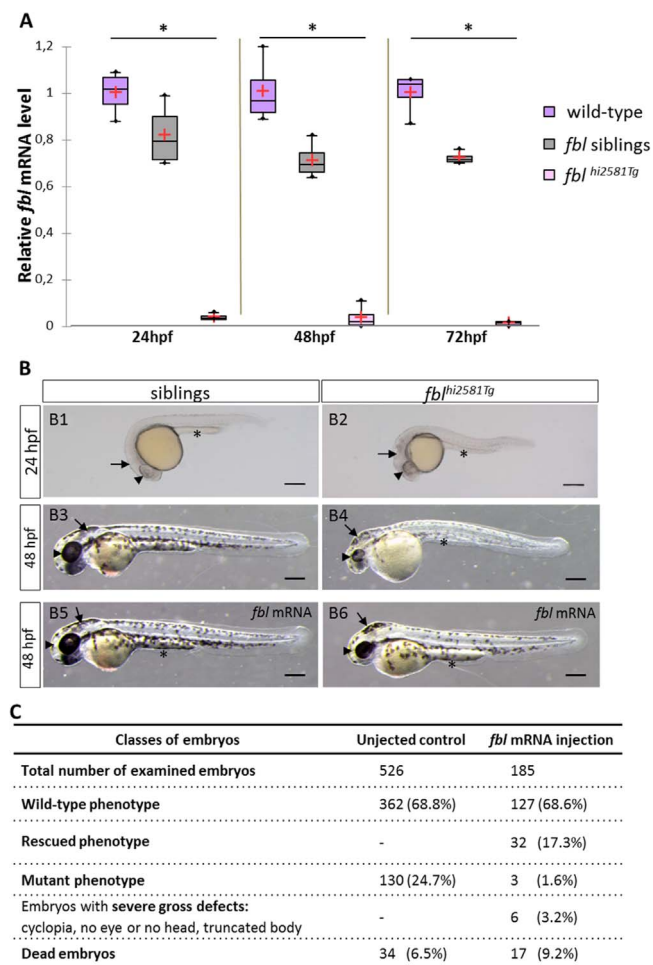 A
*
*
*
1,2
1
0,8
0,6
0,4
0,2
0
Relative fbl mRNA level
wild-type
fbl siblings
fbl hi2581Tg
24hpf
48hpf
72hpf
B
siblings
fbl hi2581Tg
24 hpf
B1
*
B2
*
48 hpf
B3
B4
*
48 hpf
B5
fbl mRNA
*
B6
fbl mRNA
*
C
Classes of embryos Unjected control fbl mRNA injection
Total number of examined embryos 526 185
Wild-type phenotype 362 (68.8%) 127 (68.6%)
Rescued phenotype - 32 (17.3%)
Mutant phenotype 130 (24.7%) 3 (1.6%)
Embryos with severe gross defects:
cyclopia, no eye or no head, truncated body - 6 (3.2%)
Dead embryos 34 (6.5%) 17 (9.2%)